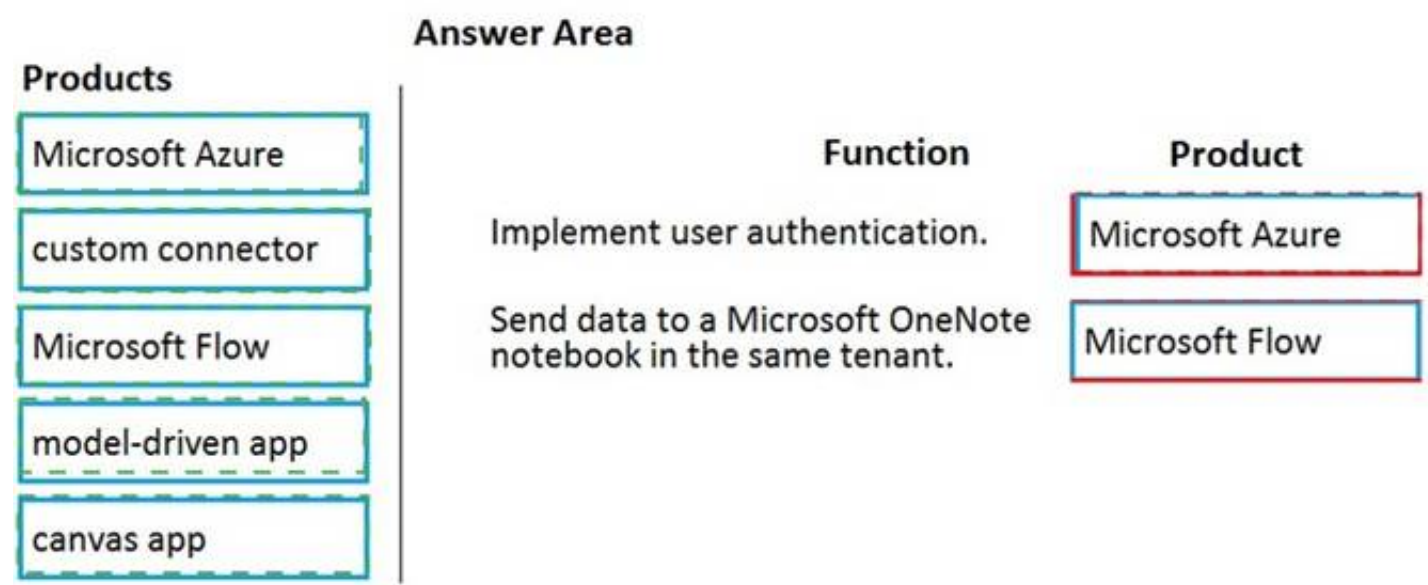 Answer Area
Products
Microsoft Azure
custom connector
Microsoft Flow
model-driven app
canvas app
Function
Product
Implement user authentication.
Microsoft Azure
Send data to a Microsoft OneNote
notebook in the same tenant.
Microsoft Flow